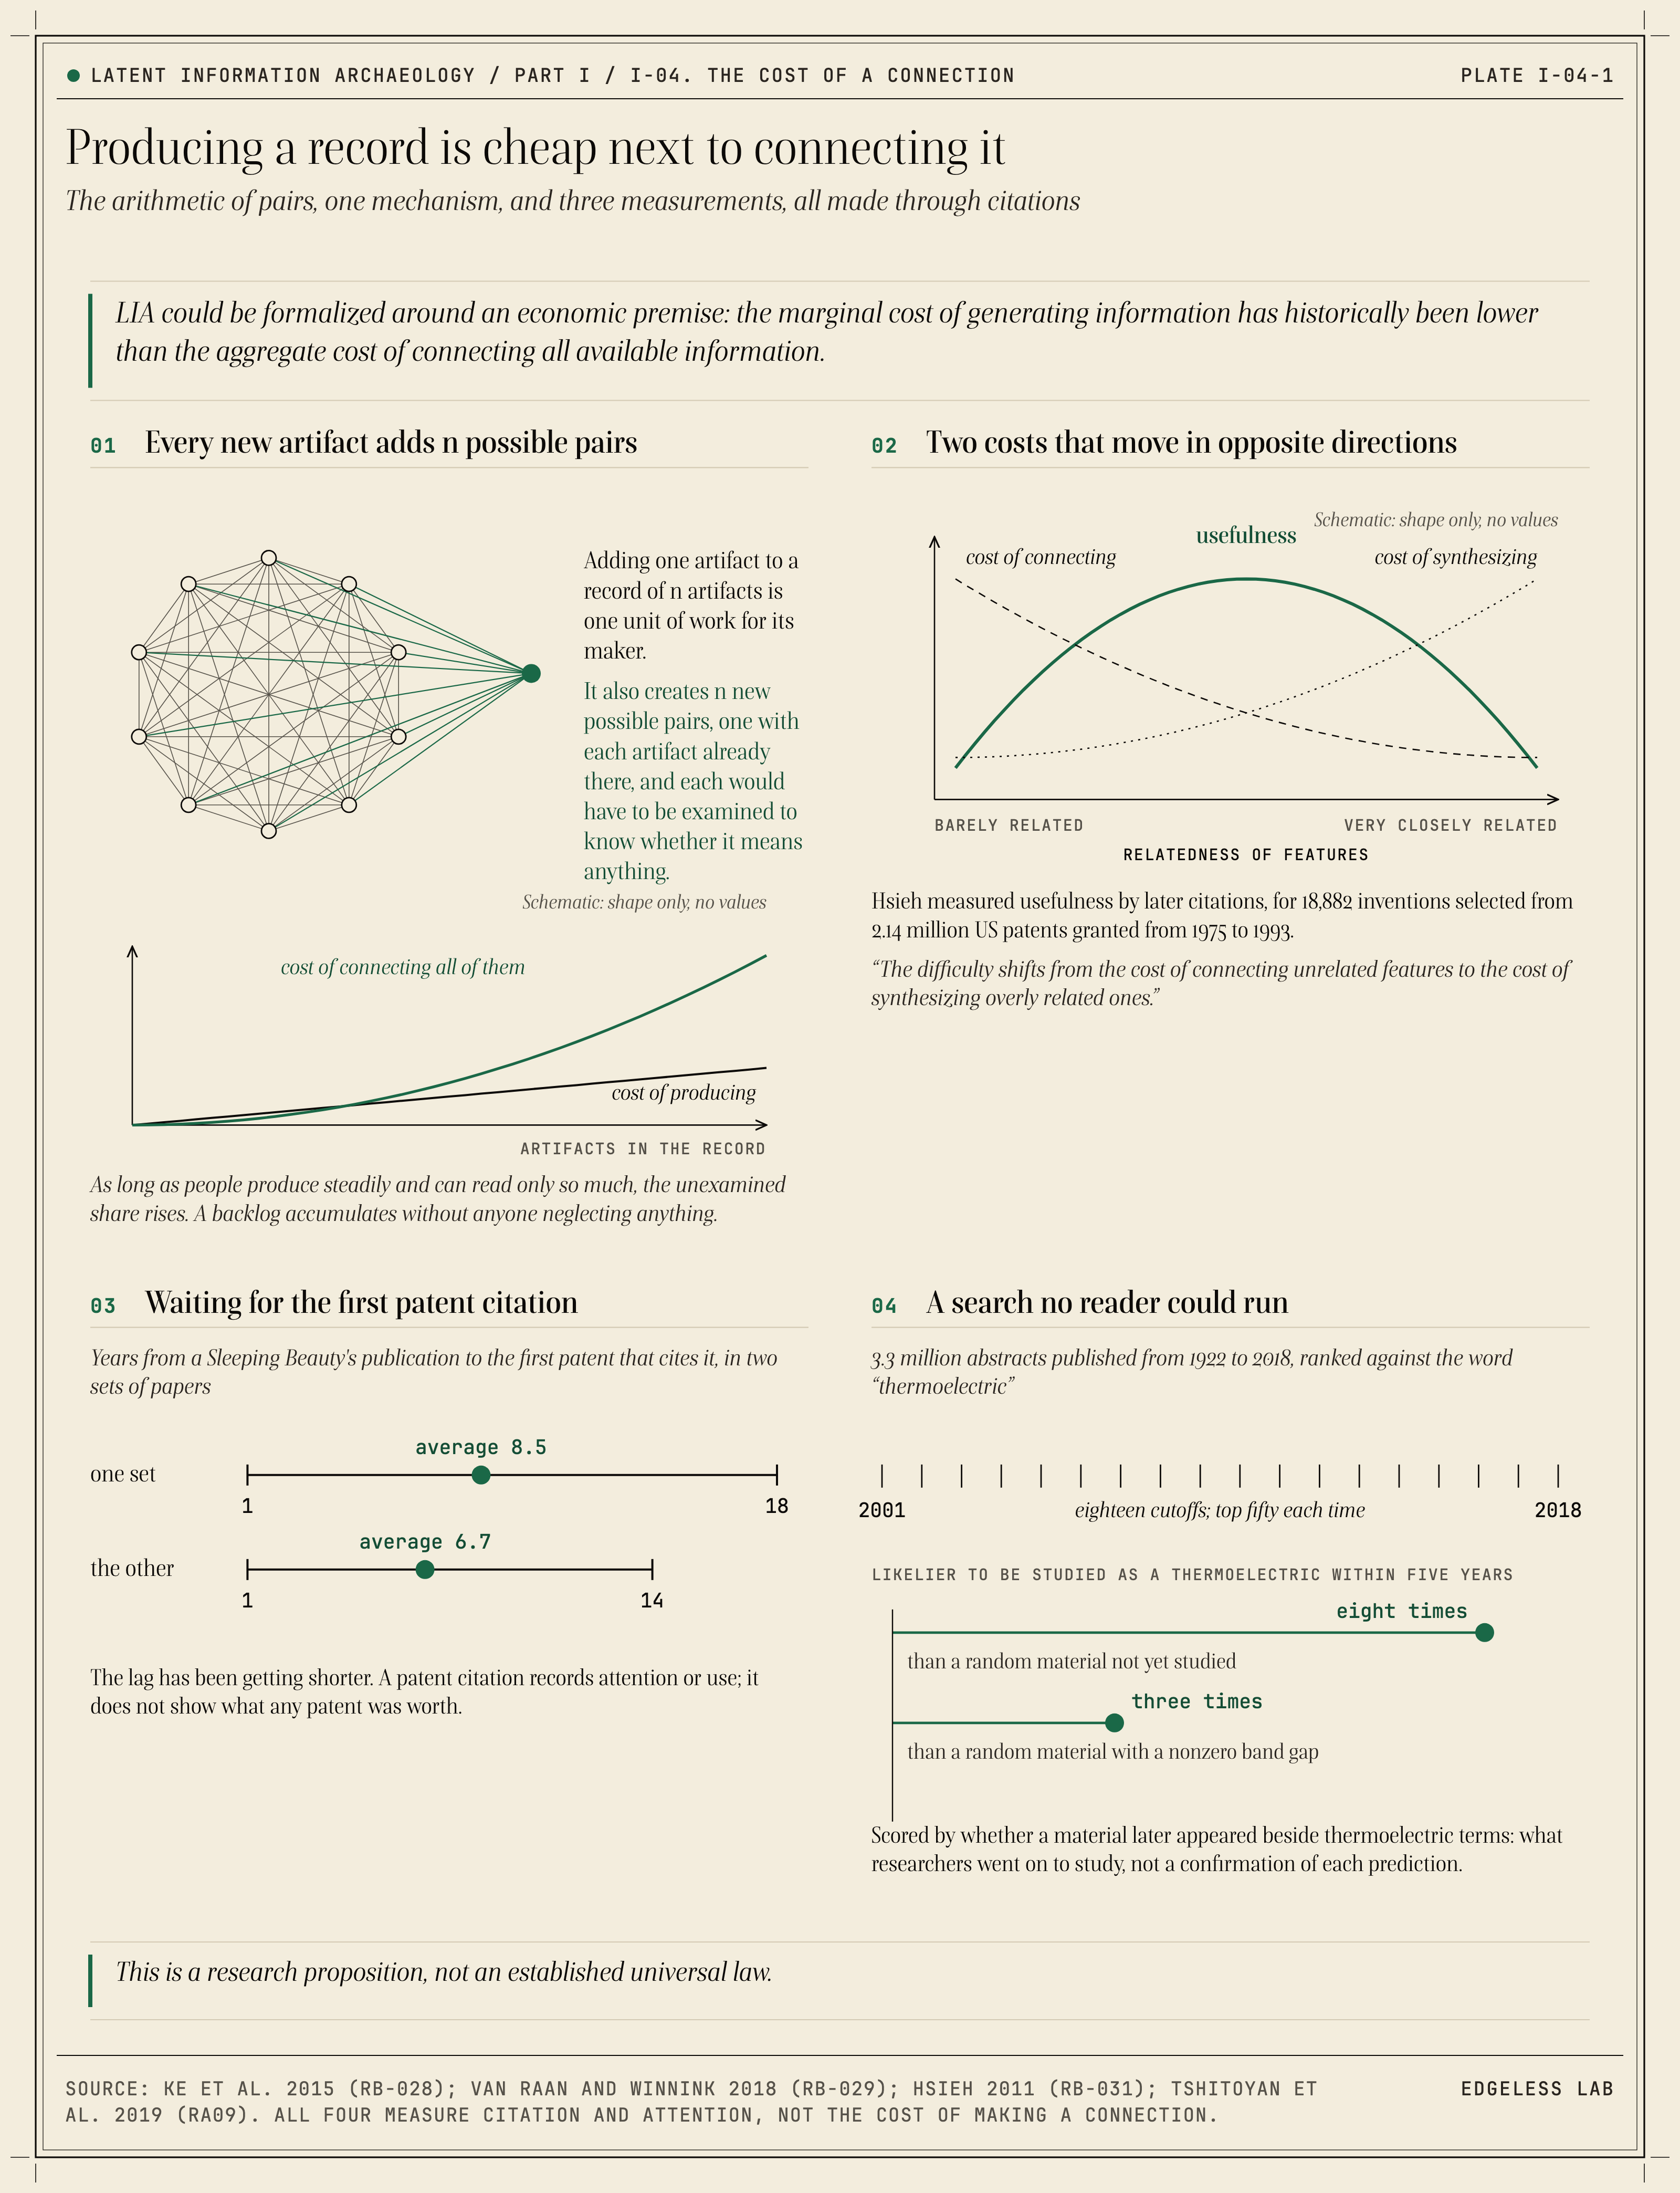 LATENT INFORMATION ARCHAEOLOGY / PART I / I-04. THE COST OF A CONNECTION
PLATE I-04-1
Producing a record is cheap next to connecting it
The arithmetic of pairs, one mechanism, and three measurements, all made through citations
LIA could be formalized around an economic premise: the marginal cost of generating information has historically been lower
than the aggregate cost of connecting all available information.
01 Every new artifact adds n possible pairs
Adding one artifact to a
record of n artifacts is
one unit of work for its
maker.
It also creates n new
possible pairs, one with
each artifact already
there, and each would
have to be examined to
know whether it means
anything.
Schematic: shape only, no values
cost of connecting all of them
cost of producing
ARTIFACTS IN THE RECORD
As long as people produce steadily and can read only so much, the unexamined
share rises. A backlog accumulates without anyone neglecting anything.
02 Two costs that move in opposite directions
Schematic: shape only, no values
usefulness
cost of connecting
cost of synthesizing
BARELY RELATED
VERY CLOSELY RELATED
RELATEDNESS OF FEATURES
Hsieh measured usefulness by later citations, for 18,882 inventions selected from
2.14 million US patents granted from 1975 to 1993.
“The difficulty shifts from the cost of connecting unrelated features to the cost of
synthesizing overly related ones.”
03 Waiting for the first patent citation
Years from a Sleeping Beauty's publication to the first patent that cites it, in two
sets of papers
average 8.5
one set
1
18
average 6.7
the other
1
14
The lag has been getting shorter. A patent citation records attention or use; it
does not show what any patent was worth.
04 A search no reader could run
3.3 million abstracts published from 1922 to 2018, ranked against the word
“thermoelectric”
2001
eighteen cutoffs; top fifty each time
2018
LIKELIER TO BE STUDIED AS A THERMOELECTRIC WITHIN FIVE YEARS
eight times
than a random material not yet studied
three times
than a random material with a nonzero band gap
Scored by whether a material later appeared beside thermoelectric terms: what
researchers went on to study, not a confirmation of each prediction.
This is a research proposition, not an established universal law.
SOURCE: KE ET AL. 2015 (RB-028); VAN RAAN AND WINNINK 2018 (RB-029); HSIEH 2011 (RB-031); TSHITOYAN ET
AL. 2019 (RA09). ALL FOUR MEASURE CITATION AND ATTENTION, NOT THE COST OF MAKING A CONNECTION.
EDGELESS LAB